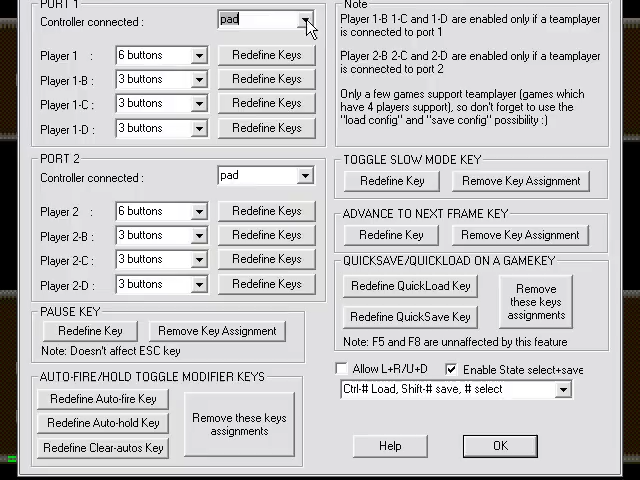 PORT 1
Controller connected :
pad
Player 1 :
6 buttons
Redefine Keys
Player 1-B :
3 buttons
Redefine Keys
Player 1-C :
3 buttons
Redefine Keys
Player 1-D :
3 buttons
Redefine Keys
PORT 2
Controller connected :
pad
Player 2 :
6 buttons
Redefine Keys
Player 2-B :
3 buttons
Redefine Keys
Player 2-C :
3 buttons
Redefine Keys
Player 2-D :
3 buttons
Redefine Keys
PAUSE KEY
Redefine Key
Remove Key Assignment
Note: Doesn't affect ESC key
AUTO-FIRE/HOLD TOGGLE MODIFIER KEYS
Redefine Auto-fire Key
Redefine Auto-hold Key
Redefine Clear-autos Key
Remove these keys
assignments
Note
Player 1-B 1-C and 1-D are enabled only if a teamplayer
is connected to port 1
Player 2-B 2-C and 2-D are enabled only if a teamplayer
is connected to port 2
Only a few games support teamplayer (games which
have 4 players support), so don't forget to use the
"load config" and "save config" possibility :)
TOGGLE SLOW MODE KEY
Redefine Key
Remove Key Assignment
ADVANCE TO NEXT FRAME KEY
Redefine Key
Remove Key Assignment
QUICKSAVE/QUICKLOAD ON A GAMEKEY
Redefine QuickLoad Key
Redefine QuickSave Key
Remove
these keys
assignments
Note: F5 and F8 are unnaffected by this feature
Allow L+R/U+D
Enable State select+save
Ctrl-# Load, Shift-# save, # select
Help
OK